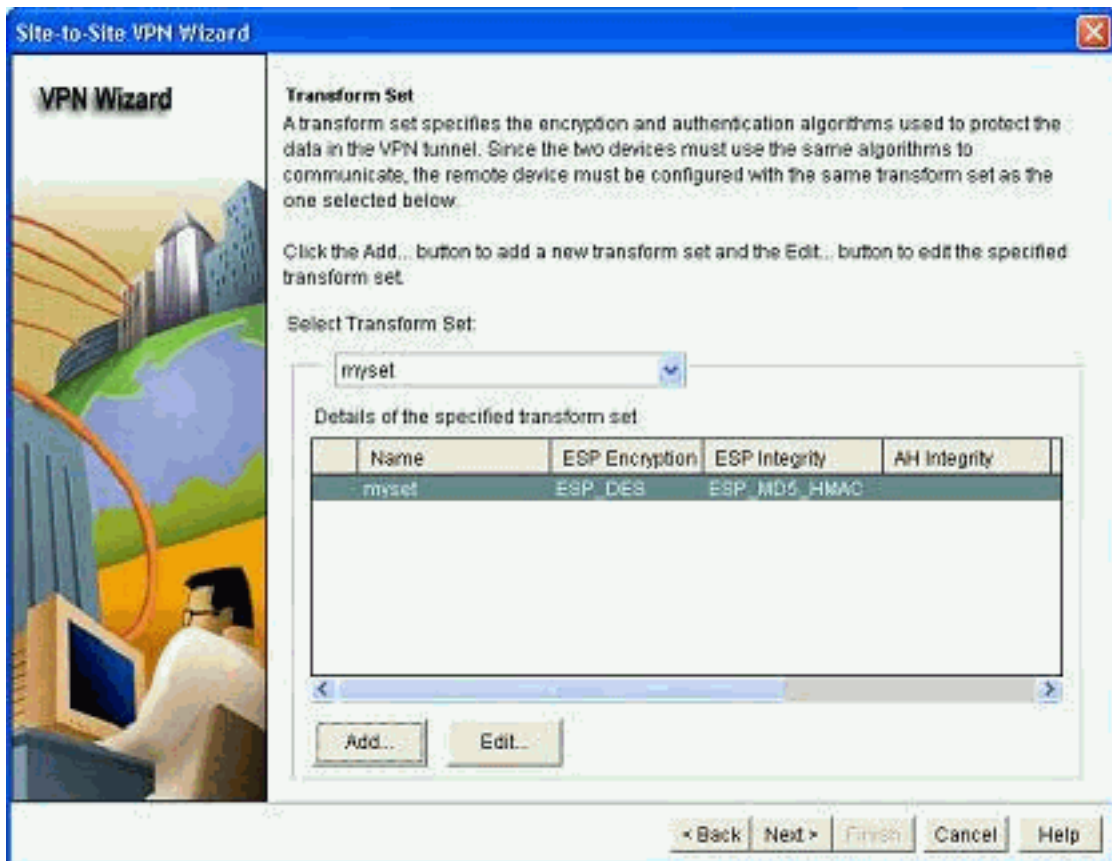 Site-to-Site VPN Wizard
VPN Wizard
Transform Set
A transform set specifies the encryption and authentication algorithms used to protect the
data in the VPN tunnel. Since the two devices must use the same algorithms to
communicate, the remote device must be configured with the same transform set as the
one selected below.
Click the Add... button to add a new transform set and the Edit... button to edit the specified
transform set.
Select Transform Set:
myset
Details of the specified transform set
Name ESP Encryption ESP Integrity AH Integrity
myset ESP_DES ESP_MD5_HMAC
Add... Edit...
< Back Next > Finish Cancel Help